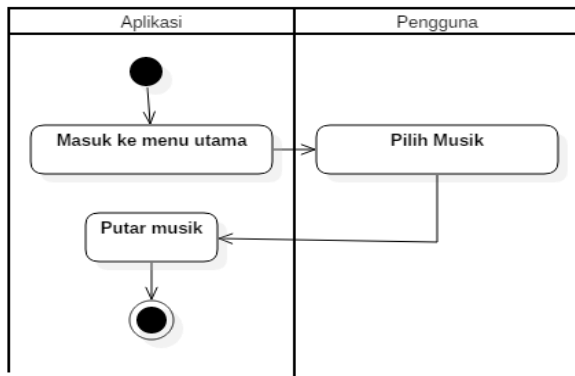 Aplikasi
Pengguna
Masuk ke menu utama
Pilih Musik
Putar musik